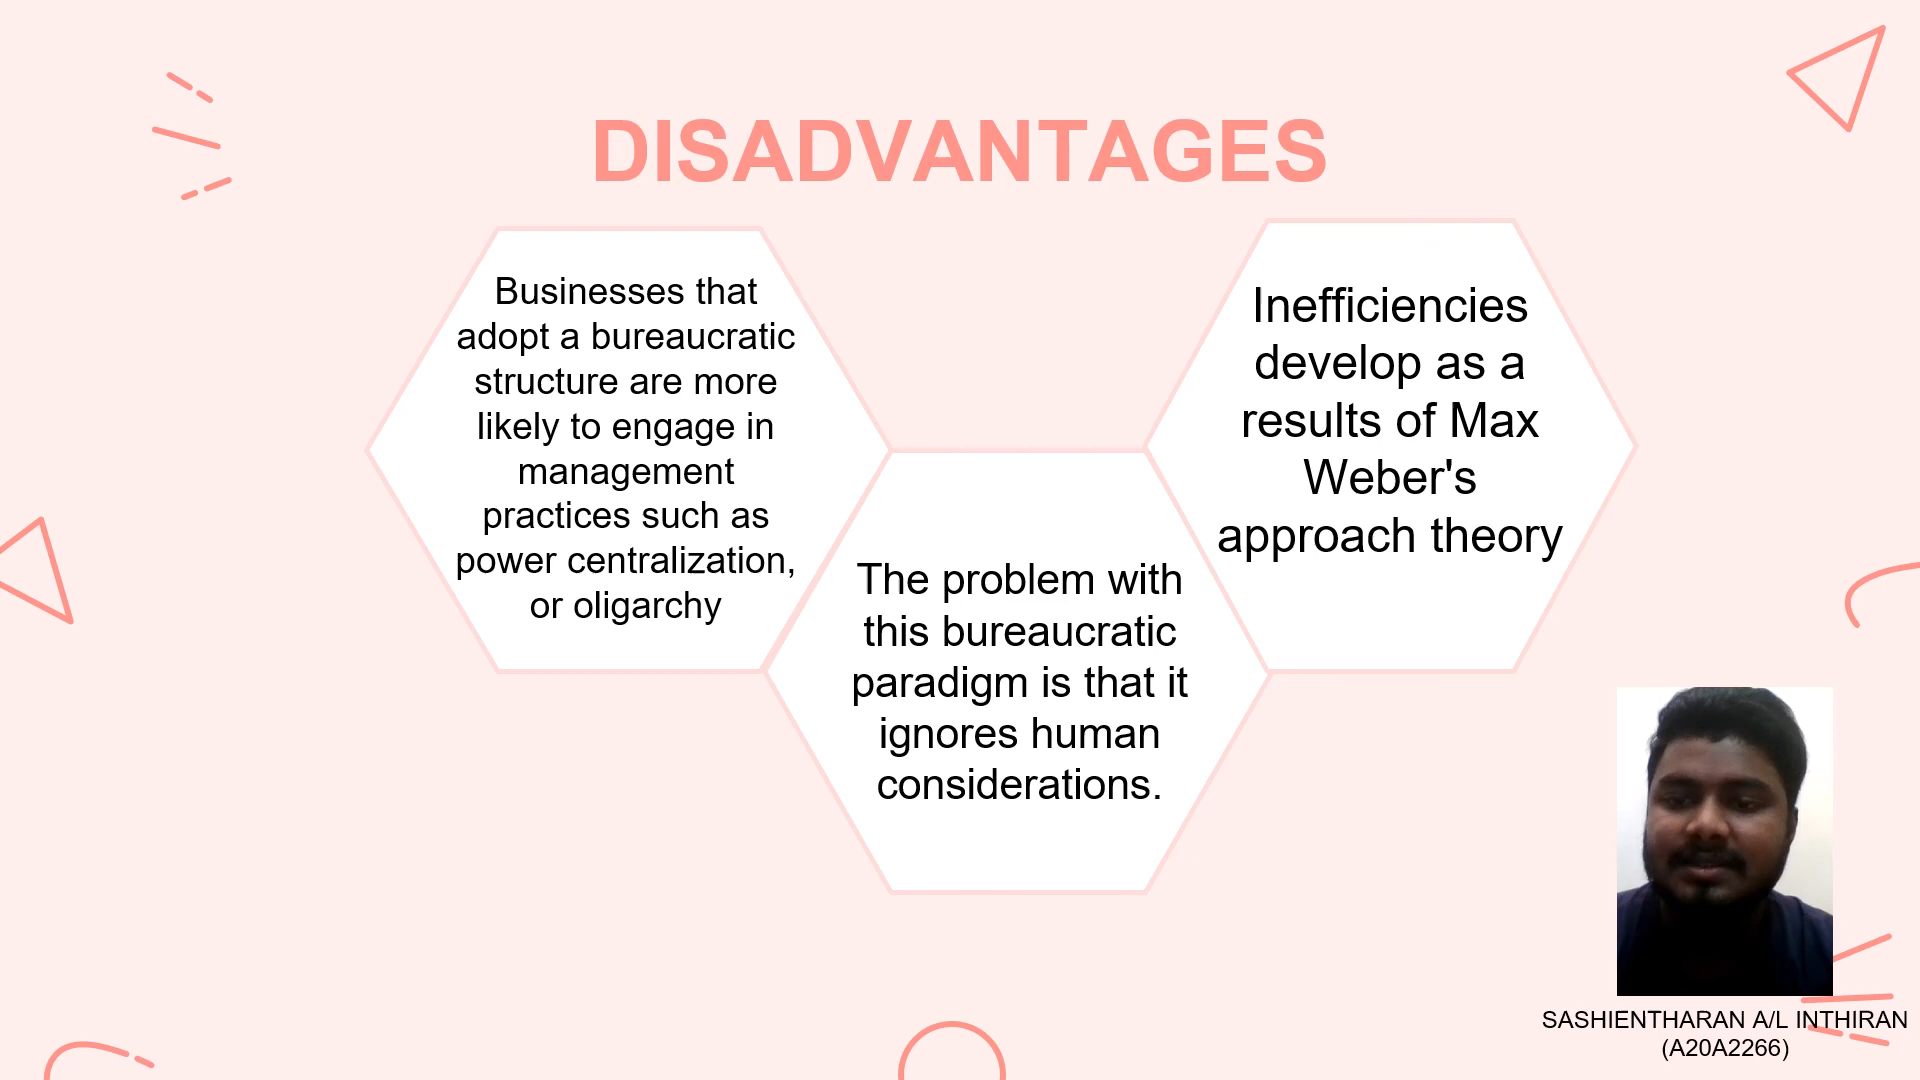 DISADVANTAGES
Businesses that
adopt a bureaucratic
structure are more
likely to engage in
management
practices such as
power centralization,
or oligarchy
The problem with
this bureaucratic
paradigm is that it
ignores human
considerations.
Inefficiencies
develop as a
results of Max
Weber's
approach theory
SASHIENTHARAN A/L INTHIRAN
(A20A2266)